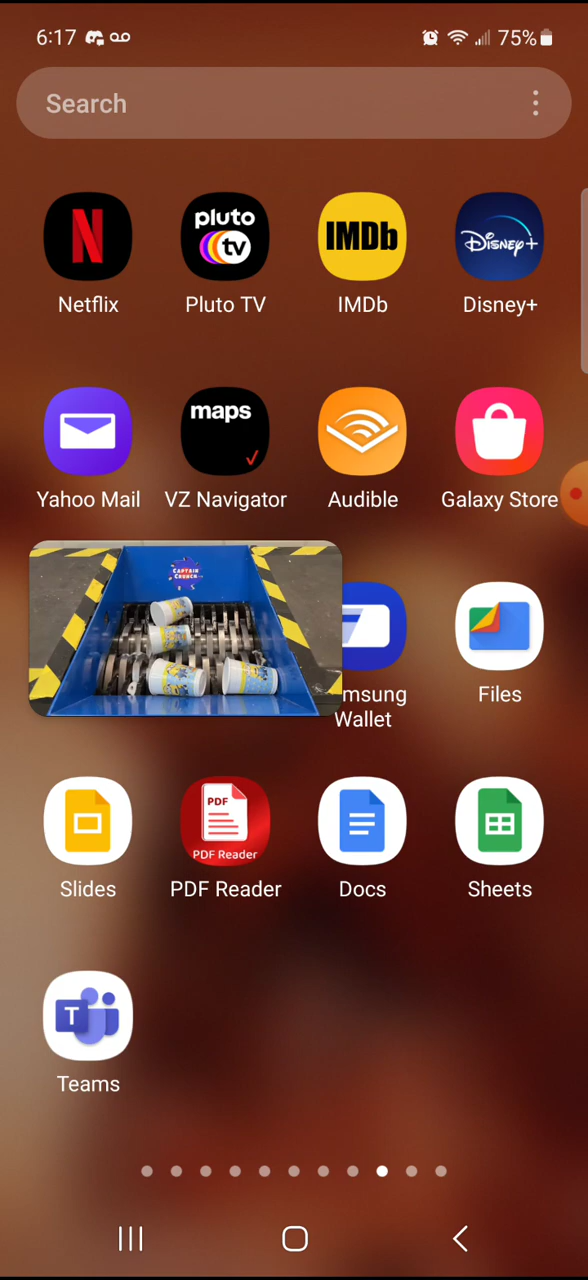 6:17 75%
Search
N
pluto
tv
IMDb
Disney+
Netflix
Pluto TV
IMDb
Disney+
maps
Yahoo Mail
VZ Navigator
Audible
Galaxy Store
CAPTAIN
CRUNCH
msung
Wallet
Files
PDF
PDF Reader
Slides
PDF Reader
Docs
Sheets
T
Teams